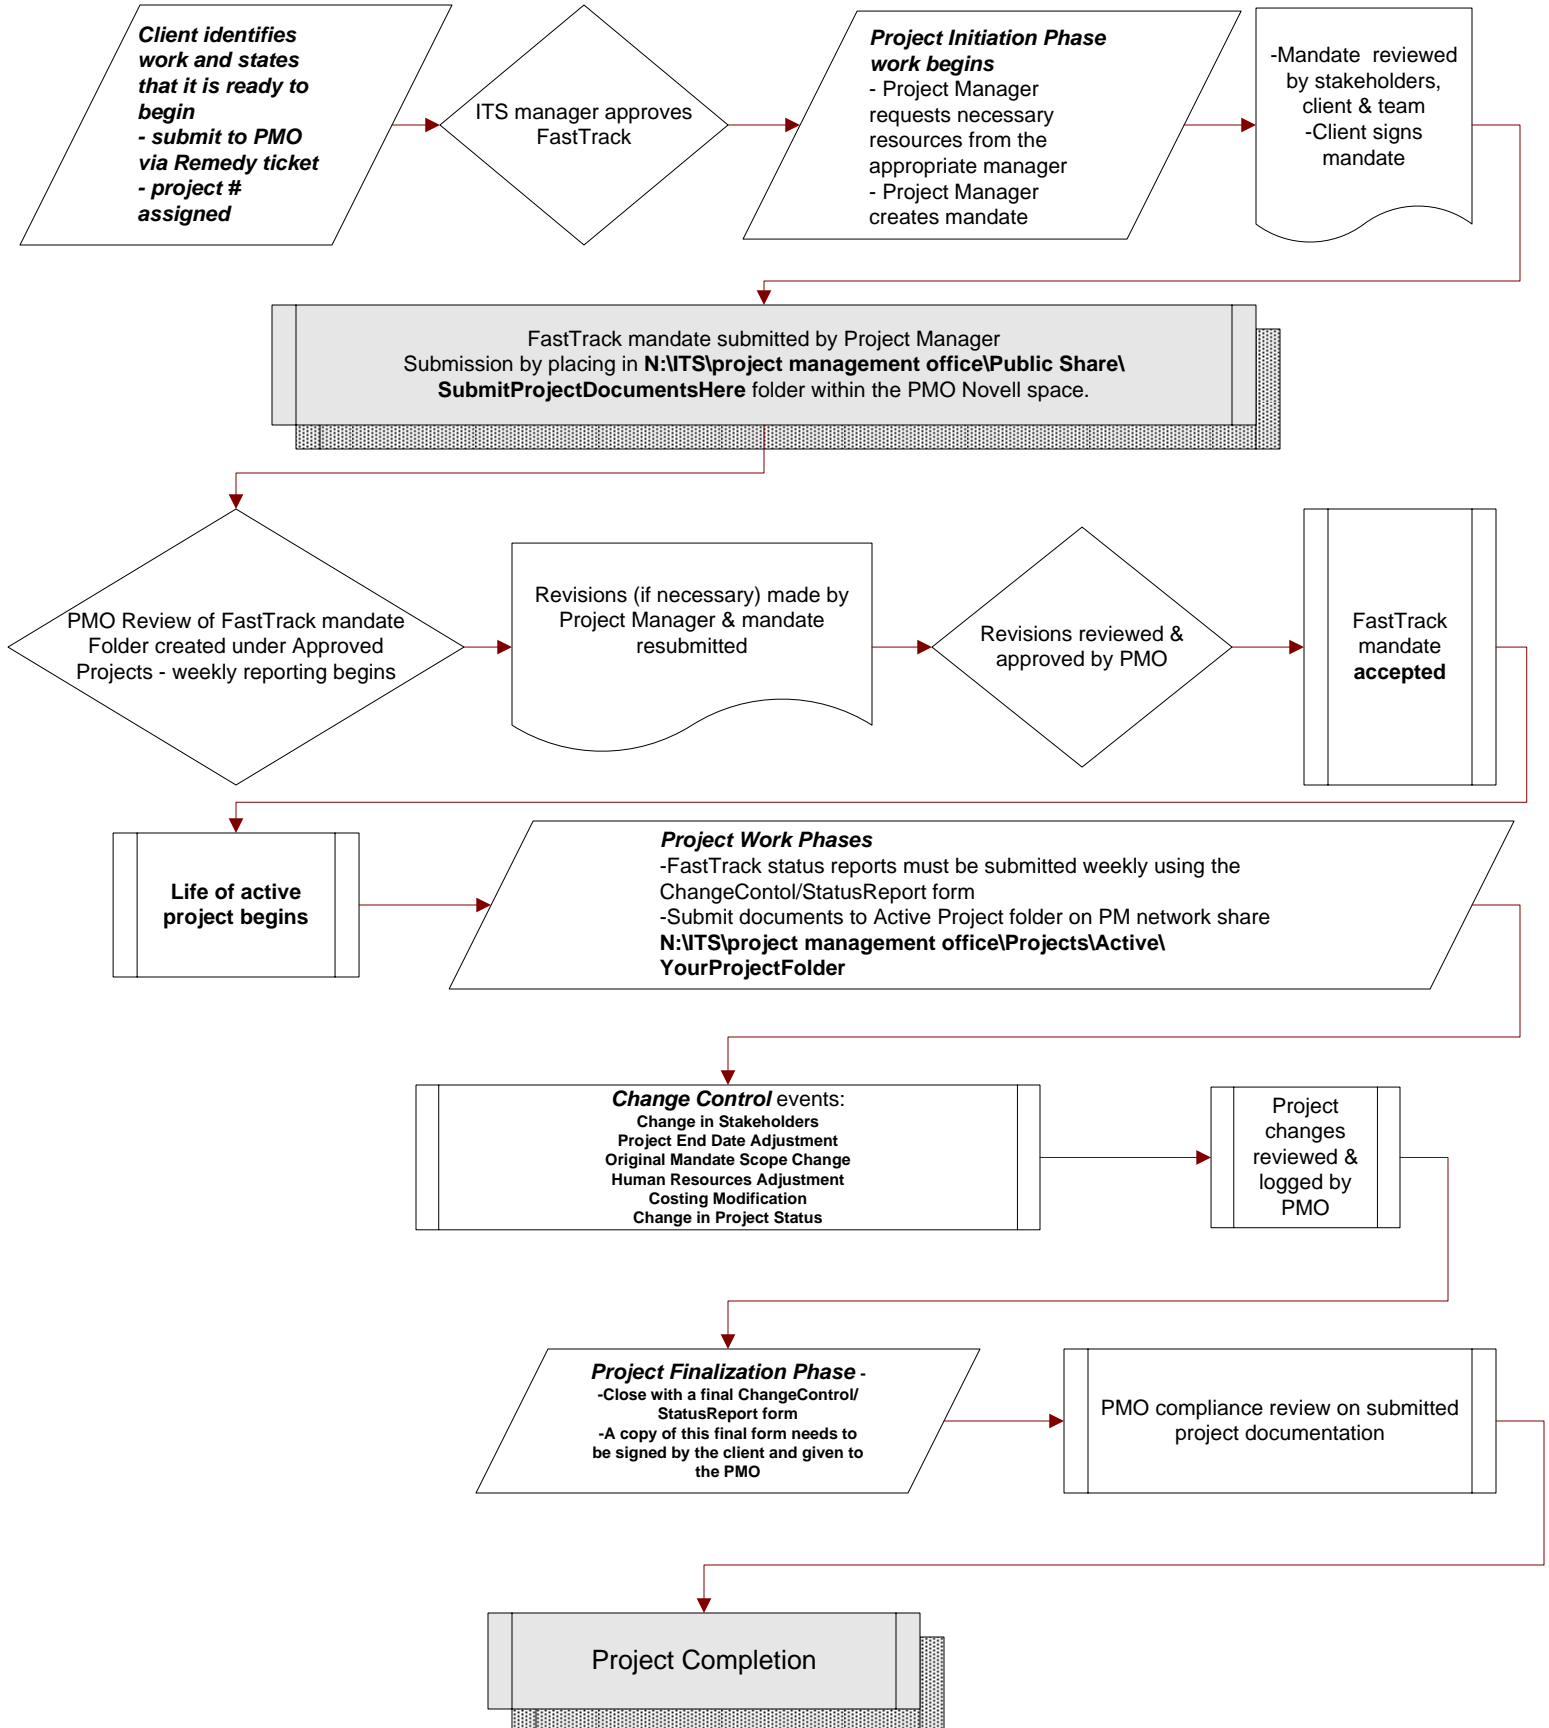 Client identifies
work and states
that it is ready to
begin
- submit to PMO
via Remedy ticket
- project #
assigned
ITS manager approves
FastTrack
Project Initiation Phase
work begins
- Project Manager
requests necessary
resources from the
appropriate manager
- Project Manager
creates mandate
-Mandate reviewed
by stakeholders,
client & team
-Client signs
mandate
FastTrack mandate submitted by Project Manager
Submission by placing in N:\ITS\project management office\Public Share\
SubmitProjectDocumentsHere folder within the PMO Novell space.
PMO Review of FastTrack mandate
Folder created under Approved
Projects - weekly reporting begins
Revisions (if necessary) made by
Project Manager & mandate
resubmitted
Revisions reviewed &
approved by PMO
FastTrack
mandate
accepted
Life of active
project begins
Project Work Phases
-FastTrack status reports must be submitted weekly using the
ChangeContol/StatusReport form
-Submit documents to Active Project folder on PM network share
N:\ITS\project management office\Projects\Active\
YourProjectFolder
Change Control events:
Change in Stakeholders
Project End Date Adjustment
Original Mandate Scope Change
Human Resources Adjustment
Costing Modification
Change in Project Status
Project
changes
reviewed &
logged by
PMO
Project Finalization Phase -
-Close with a final ChangeControl/
StatusReport form
-A copy of this final form needs to
be signed by the client and given to
the PMO
PMO compliance review on submitted
project documentation
Project Completion